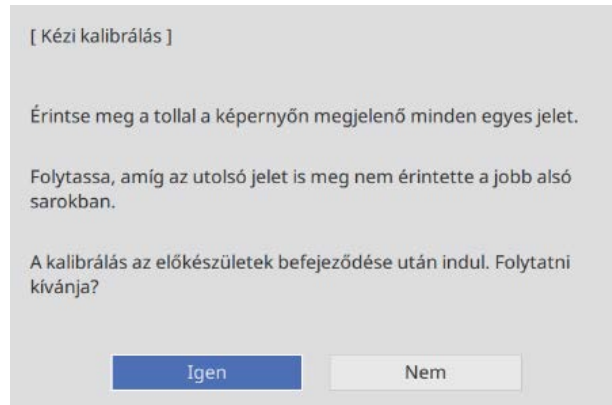 [ Kézi kalibrálás ]
Érintse meg a tollal a képernyőn megjelenő minden egyes jelet.
Folytassa, amíg az utolsó jelet is meg nem érintette a jobb alsó
sarokban.
A kalibrálás az előkészületek befejeződése után indul. Folytatni
kívánja?
Igen
Nem